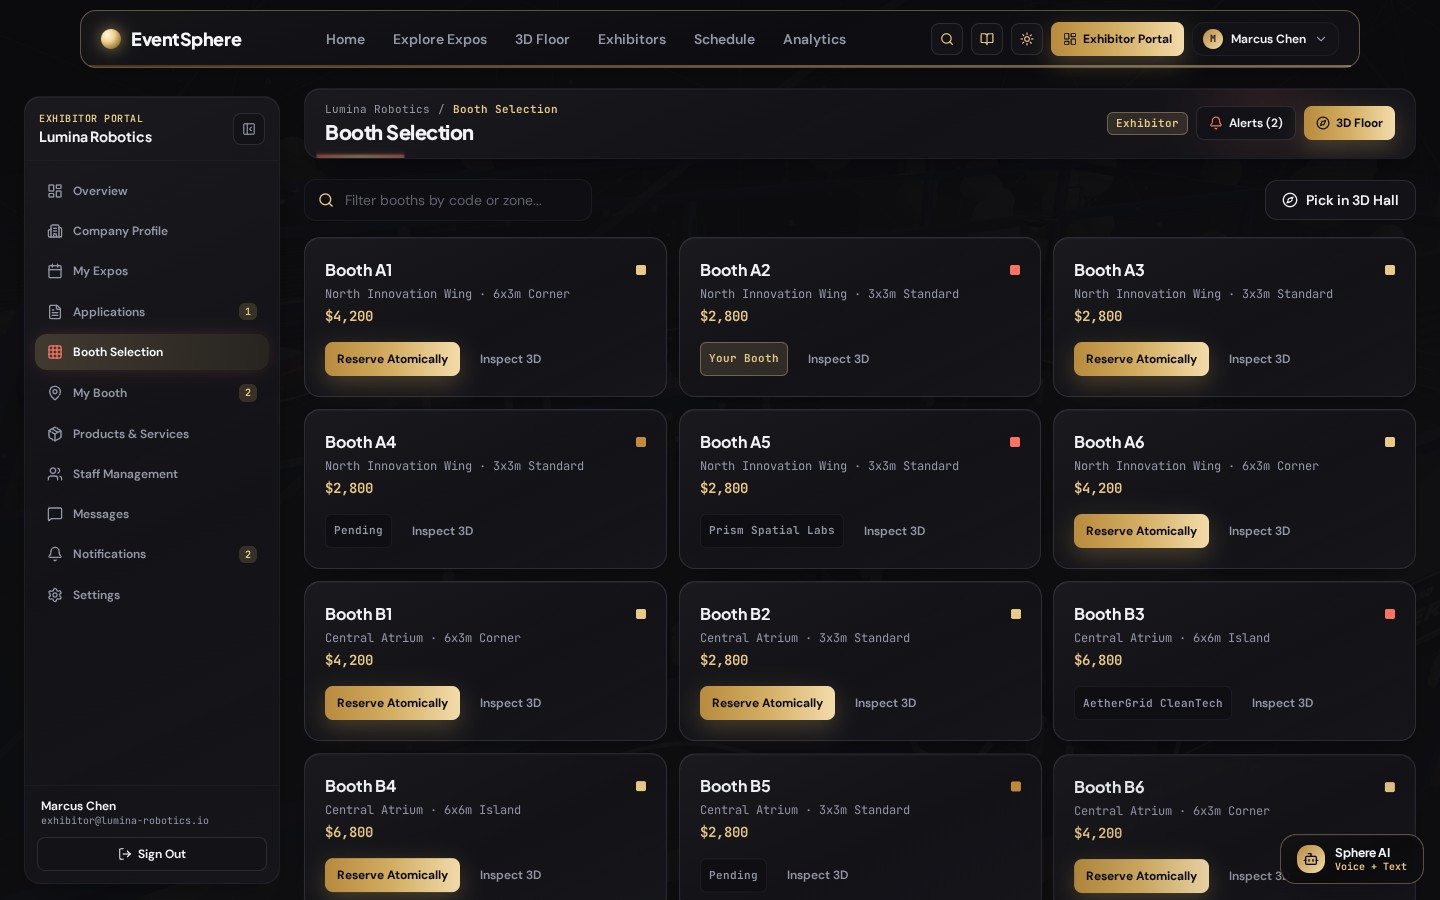 EventSphere
Home
Explore Expos
3D Floor
Exhibitors
Schedule
Analytics
Exhibitor Portal
M
Marcus Chen
EXHIBITOR PORTAL
Lumina Robotics
Overview
Company Profile
My Expos
Applications
1
Booth Selection
My Booth
2
Products & Services
Staff Management
Messages
Notifications
2
Settings
Marcus Chen
exhibitor@lumina-robotics.io
Sign Out
Lumina Robotics / Booth Selection
Booth Selection
Exhibitor
Alerts (2)
3D Floor
Filter booths by code or zone...
Pick in 3D Hall
Booth A1
North Innovation Wing · 6x3m Corner
$4,200
Reserve Atomically
Inspect 3D
Booth A2
North Innovation Wing · 3x3m Standard
$2,800
Your Booth
Inspect 3D
Booth A3
North Innovation Wing · 3x3m Standard
$2,800
Reserve Atomically
Inspect 3D
Booth A4
North Innovation Wing · 3x3m Standard
$2,800
Pending
Inspect 3D
Booth A5
North Innovation Wing · 3x3m Standard
$2,800
Prism Spatial Labs
Inspect 3D
Booth A6
North Innovation Wing · 6x3m Corner
$4,200
Reserve Atomically
Inspect 3D
Booth B1
Central Atrium · 6x3m Corner
$4,200
Reserve Atomically
Inspect 3D
Booth B2
Central Atrium · 3x3m Standard
$2,800
Reserve Atomically
Inspect 3D
Booth B3
Central Atrium · 6x6m Island
$6,800
AetherGrid CleanTech
Inspect 3D
Booth B4
Central Atrium · 6x6m Island
$6,800
Reserve Atomically
Inspect 3D
Booth B5
Central Atrium · 3x3m Standard
$2,800
Pending
Inspect 3D
Booth B6
Central Atrium · 6x3m Corner
$4,200
Reserve Atomically
Inspect 3
Sphere AI
Voice + Text